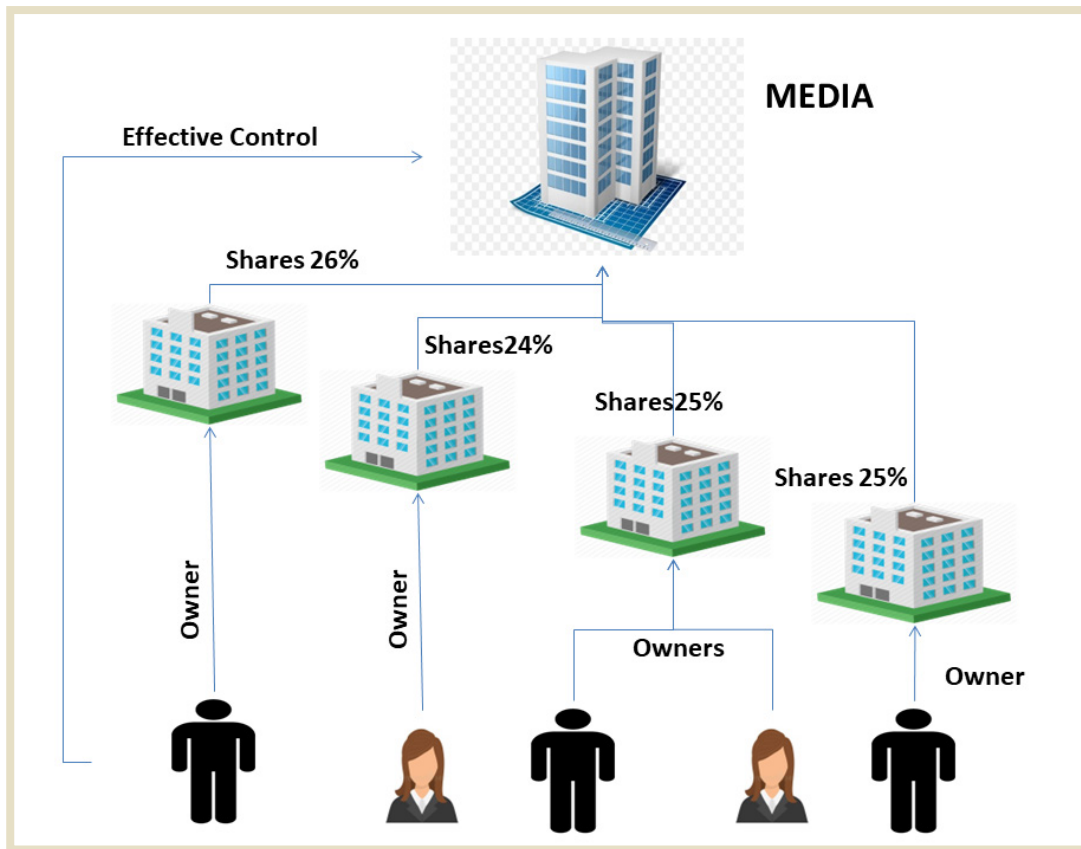 MEDIA
Effective Control
Shares 26%
Shares24%
Shares25%
Shares 25%
Owner
Owner
Owners
Owner